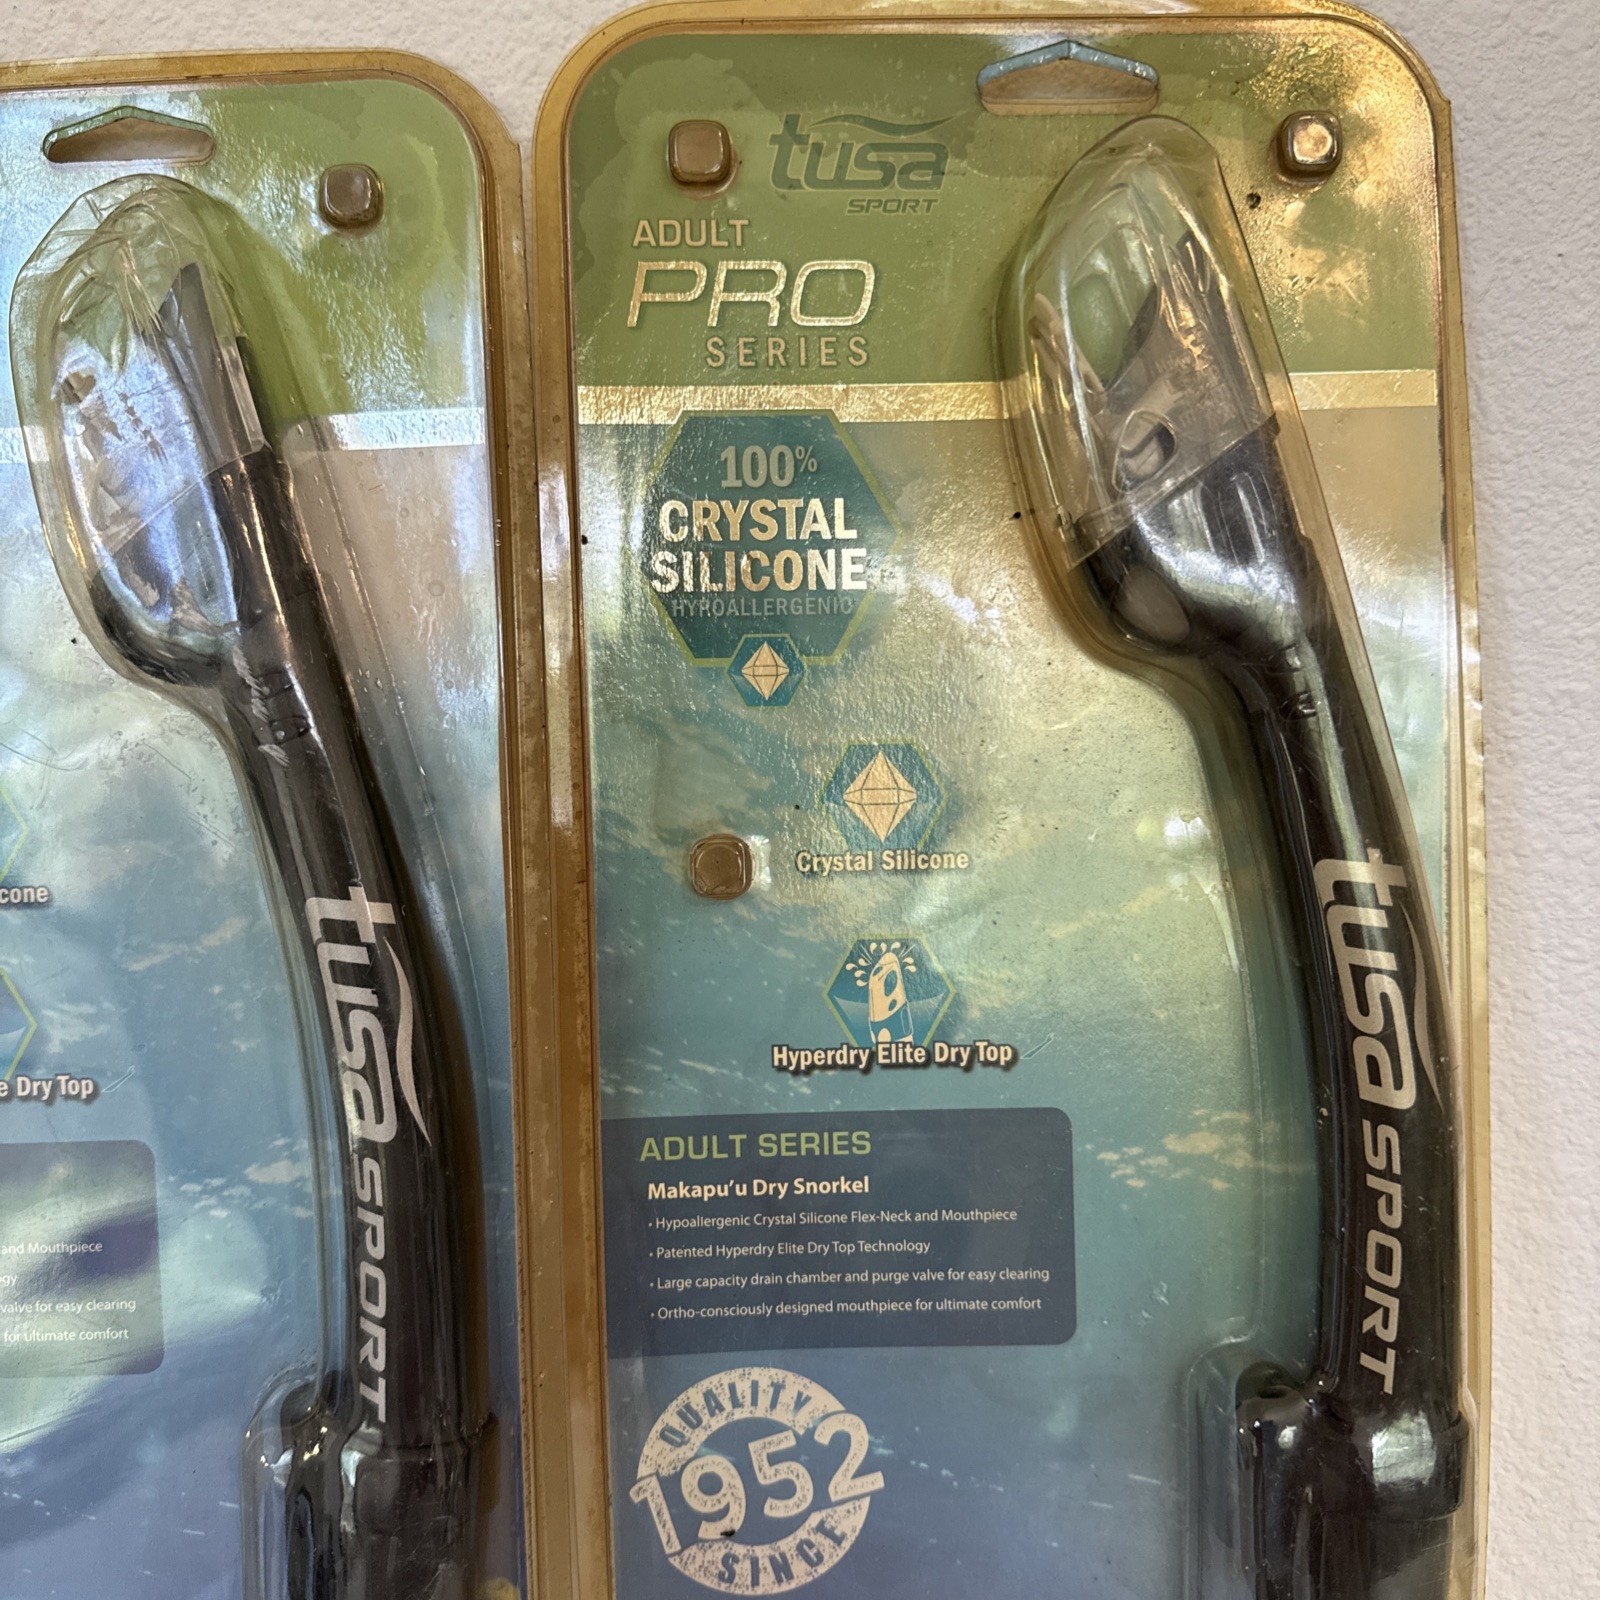 tusa
SPORT
ADULT
PRO
SERIES
100%
CRYSTAL
SILICONE
HYPOALLERGENIC
Crystal Silicone
Hyperdry Elite Dry Top
ADULT SERIES
Makapu'u Dry Snorkel
• Hypoallergenic Crystal Silicone Flex-Neck and Mouthpiece
• Patented Hyperdry Elite Dry Top Technology
• Large capacity drain chamber and purge valve for easy clearing
• Ortho-consciously designed mouthpiece for ultimate comfort
QUALITY
1952
SINCE
tusa SPORT
tusa SPORT
cone
e Dry Top
and Mouthpiece
gy
valve for easy clearing
for ultimate comfort